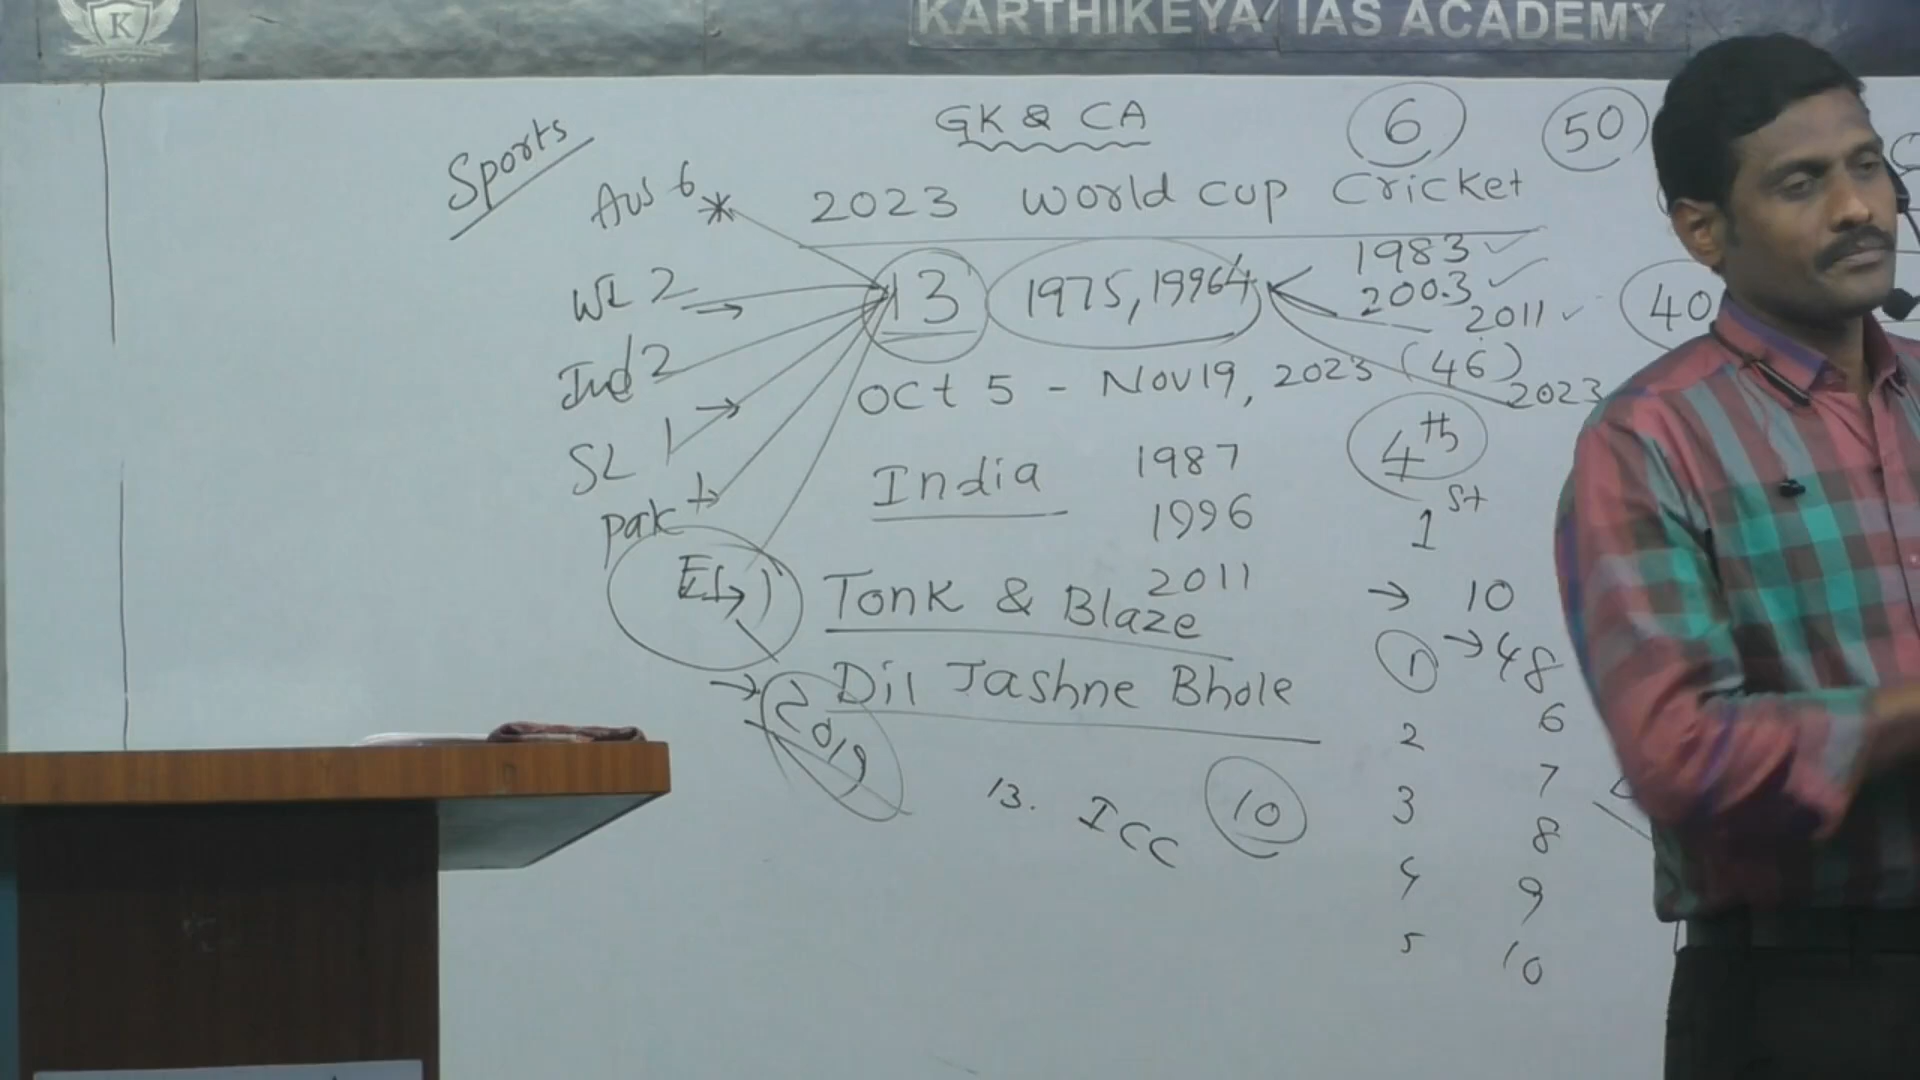 K
KARTHIKEYA IAS ACADEMY
GK & CA
6
50
Sports
Aus 6
2023 World Cup Cricket
WI 2
13
1975, 1996
1983
2003
2011
40
Ind 2
Oct 5 - Nov 19, 2023 (46)
2023
SL 1
India
1987
4th
Pak 1
1996
1st
2011
Tonk & Blaze
→ 10
→ Dil Jashne Bhole
1 → 48
2019
2 6
13. ICC 10
3 7
8
4 9
5 10